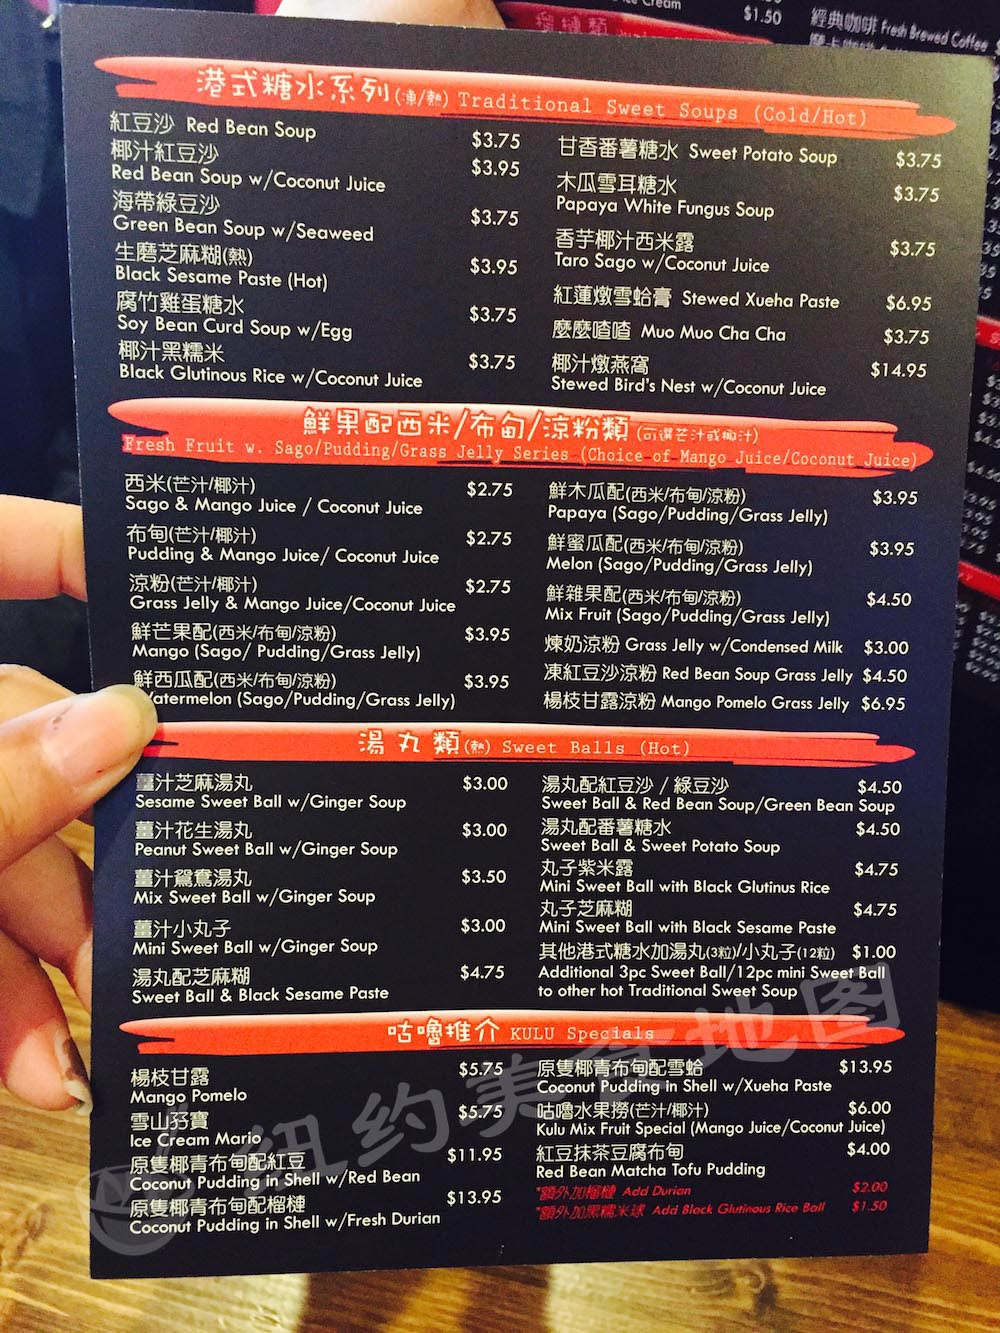 榴槤類
Ice Cream
$1.50
經典咖啡 Fresh Brewed Coffee
港式糖水系列(凍/熱) Traditional Sweet Soups (Cold/Hot)
紅豆沙 Red Bean Soup $3.75
椰汁紅豆沙 $3.95
Red Bean Soup w/Coconut Juice
海帶綠豆沙
Green Bean Soup w/Seaweed $3.75
生磨芝麻糊(熱)
Black Sesame Paste (Hot) $3.95
腐竹雞蛋糖水
Soy Bean Curd Soup w/Egg $3.75
椰汁黑糯米
Black Glutinous Rice w/Coconut Juice $3.75
甘香番薯糖水 Sweet Potato Soup $3.75
木瓜雪耳糖水
Papaya White Fungus Soup $3.75
香芋椰汁西米露
Taro Sago w/Coconut Juice $3.75
紅蓮燉雪蛤膏 Stewed Xueha Paste $6.95
麼麼喳喳 Muo Muo Cha Cha $3.75
椰汁燉燕窩 $14.95
Stewed Bird's Nest w/Coconut Juice
鮮果配西米/布甸/涼粉類 (可選芒汁或椰汁)
Fresh Fruit w. Sago/Pudding/Grass Jelly Series (Choice of Mango Juice/Coconut Juice)
西米(芒汁/椰汁) $2.75
Sago & Mango Juice / Coconut Juice
布甸(芒汁/椰汁) $2.75
Pudding & Mango Juice/ Coconut Juice
涼粉(芒汁/椰汁) $2.75
Grass Jelly & Mango Juice/Coconut Juice
鮮芒果配(西米/布甸/涼粉) $3.95
Mango (Sago/ Pudding/Grass Jelly)
鮮西瓜配(西米/布甸/涼粉) $3.95
Watermelon (Sago/Pudding/Grass Jelly)
鮮木瓜配(西米/布甸/涼粉) $3.95
Papaya (Sago/Pudding/Grass Jelly)
鮮蜜瓜配(西米/布甸/涼粉) $3.95
Melon (Sago/Pudding/Grass Jelly)
鮮雜果配(西米/布甸/涼粉) $4.50
Mix Fruit (Sago/Pudding/Grass Jelly)
煉奶涼粉 Grass Jelly w/Condensed Milk $3.00
凍紅豆沙涼粉 Red Bean Soup Grass Jelly $4.50
楊枝甘露涼粉 Mango Pomelo Grass Jelly $6.95
湯丸類(熱) Sweet Balls (Hot)
薑汁芝麻湯丸 $3.00
Sesame Sweet Ball w/Ginger Soup
薑汁花生湯丸 $3.00
Peanut Sweet Ball w/Ginger Soup
薑汁鴛鴦湯丸 $3.50
Mix Sweet Ball w/Ginger Soup
薑汁小丸子 $3.00
Mini Sweet Ball w/Ginger Soup
湯丸配芝麻糊 $4.75
Sweet Ball & Black Sesame Paste
湯丸配紅豆沙 / 綠豆沙 $4.50
Sweet Ball & Red Bean Soup/Green Bean Soup
湯丸配番薯糖水 $4.50
Sweet Ball & Sweet Potato Soup
丸子紫米露 $4.75
Mini Sweet Ball with Black Glutinus Rice
丸子芝麻糊 $4.75
Mini Sweet Ball with Black Sesame Paste
其他港式糖水加湯丸(3粒)/小丸子(12粒) $1.00
Additional 3pc Sweet Ball/12pc mini Sweet Ball
to other hot Traditional Sweet Soup
咕嚕推介 KULU Specials
楊枝甘露 $5.75
Mango Pomelo
雪山孖寶 $5.75
Ice Cream Mario
原隻椰青布甸配紅豆 $11.95
Coconut Pudding in Shell w/Red Bean
原隻椰青布甸配榴槤 $13.95
Coconut Pudding in Shell w/Fresh Durian
原隻椰青布甸配雪蛤 $13.95
Coconut Pudding in Shell w/Xueha Paste
咕嚕水果撈(芒汁/椰汁) $6.00
Kulu Mix Fruit Special (Mango Juice/Coconut Juice)
紅豆抹茶豆腐布甸 $4.00
Red Bean Matcha Tofu Pudding
*額外加榴槤 Add Durian $2.00
*額外加黑糯米球 Add Black Glutinous Rice Ball $1.50
纽约美食地图